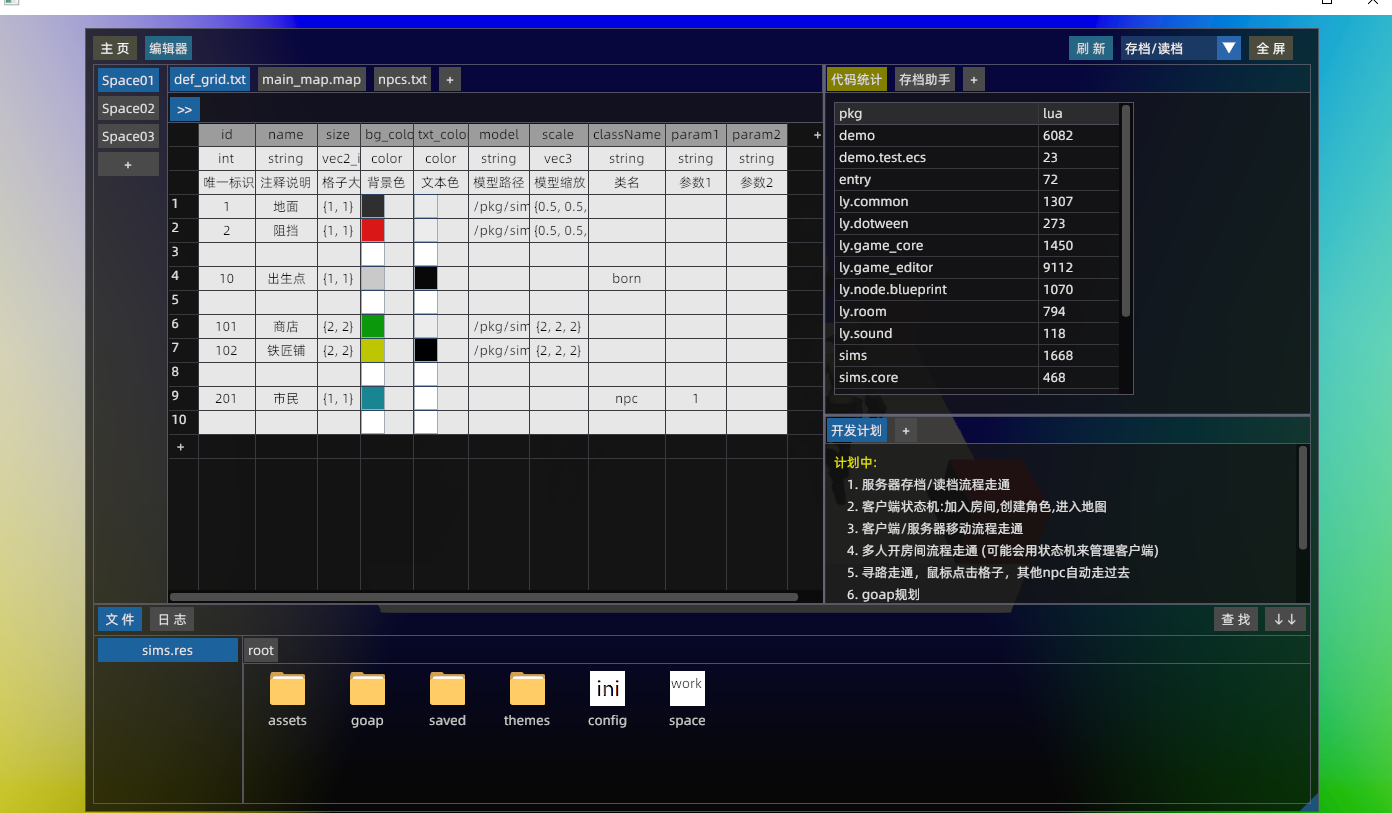 主 页 编辑器 刷 新 存档/读档 全 屏
Space01
Space02
Space03
+
def_grid.txt main_map.map npcs.txt +
>>
id name size bg_colo txt_colo model scale className param1 param2 +
int string vec2_i color color string vec3 string string string
唯一标识 注释说明 格子大 背景色 文本色 模型路径 模型缩放 类名 参数1 参数2
1 1 地面 {1, 1} /pkg/sim {0.5, 0.5,
2 2 阻挡 {1, 1} /pkg/sim {0.5, 0.5,
3
4 10 出生点 {1, 1} born
5
6 101 商店 {2, 2} /pkg/sim {2, 2, 2}
7 102 铁匠铺 {2, 2} /pkg/sim {2, 2, 2}
8
9 201 市民 {1, 1} npc 1
10
+
代码统计 存档助手 +
pkg lua
demo 6082
demo.test.ecs 23
entry 72
ly.common 1307
ly.dotween 273
ly.game_core 1450
ly.game_editor 9112
ly.node.blueprint 1070
ly.room 794
ly.sound 118
sims 1668
sims.core 468
开发计划 +
计划中:
1. 服务器存档/读档流程走通
2. 客户端状态机:加入房间,创建角色,进入地图
3. 客户端/服务器移动流程走通
4. 多人开房间流程走通 (可能会用状态机来管理客户端)
5. 寻路走通，鼠标点击格子，其他npc自动走过去
6. goap规划
文 件 日 志 查 找 ↓↓
sims.res root
ini work
assets goap saved themes config space